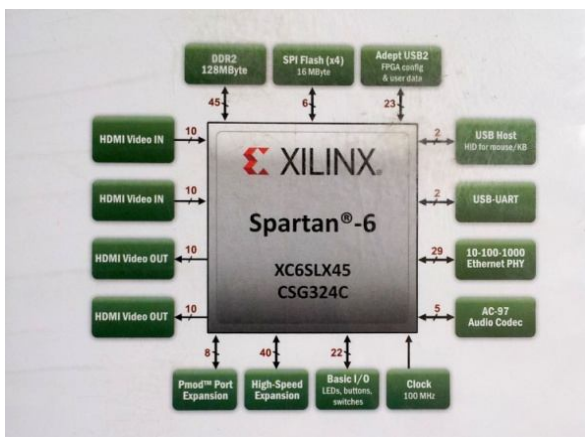 DDR2
128MByte
SPI Flash (x4)
16 MByte
Adept USB2
FPGA config
& user data
45
6
23
HDMI Video IN
10
HDMI Video IN
10
HDMI Video OUT
10
HDMI Video OUT
10
XILINX®
Spartan®-6
XC6SLX45
CSG324C
2
USB Host
HID for mouse/KB
2
USB-UART
29
10-100-1000
Ethernet PHY
5
AC-97
Audio Codec
8
40
22
Pmod™ Port
Expansion
High-Speed
Expansion
Basic I/O
LEDs, buttons,
switches
Clock
100 MHz